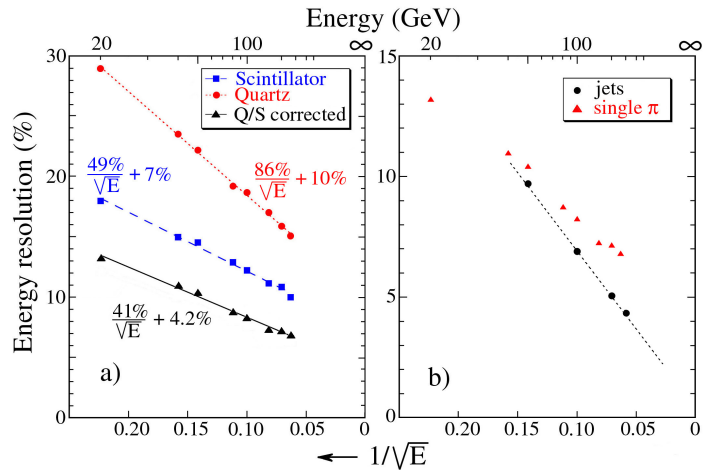 Energy (GeV)
20 100 ∞ 20 100 ∞
30 15
Scintillator
Quartz
Q/S corrected
jets
single π
20 10
49%/√E + 7%
86%/√E + 10%
Energy resolution (%)
10 5
41%/√E + 4.2%
a) b)
0 0
0.20 0.15 0.10 0.05 0 0.20 0.15 0.10 0.05 0
← 1/√E